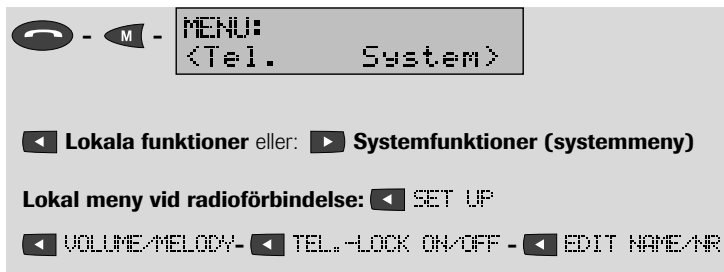 - M - MENU:
<Tel. System>
Lokala funktioner eller: Systemfunktioner (systemmeny)
Lokal meny vid radioförbindelse: SET UP
VOLUME/MELODY- TEL.-LOCK ON/OFF - EDIT NAME/NR